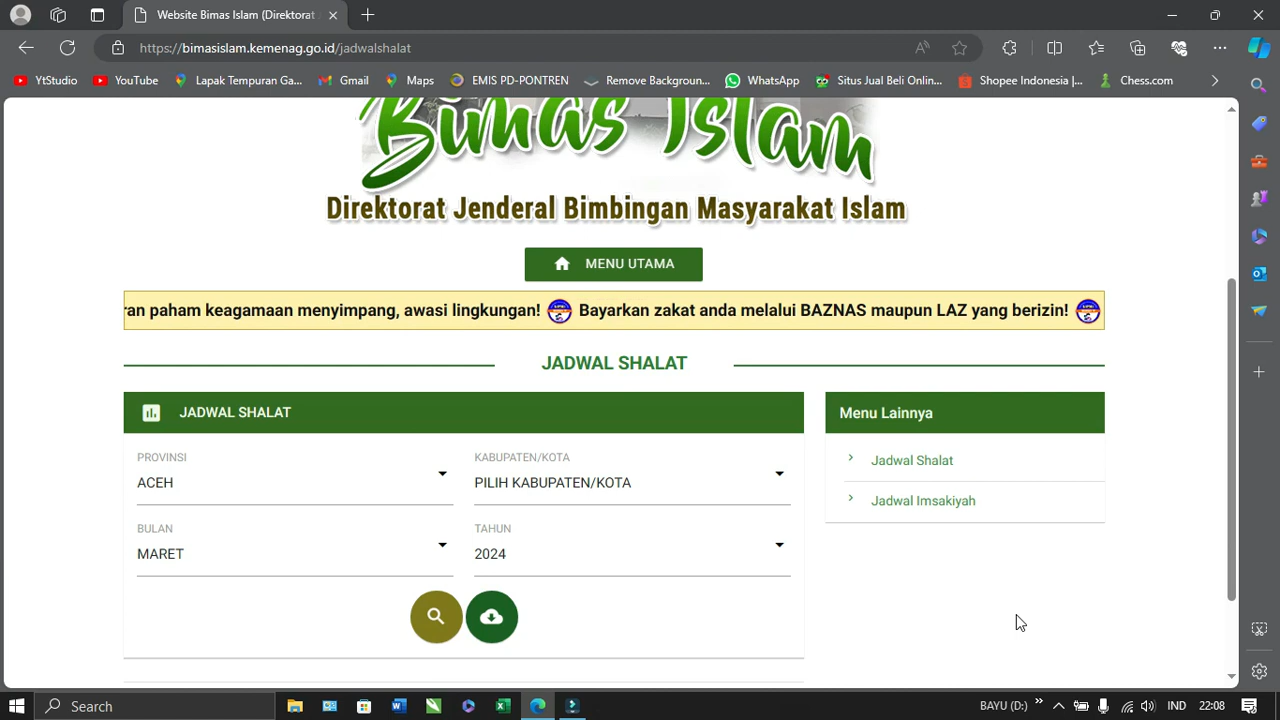 Website Bimas Islam (Direktorat
https://bimasislam.kemenag.go.id/jadwalshalat
YtStudio
YouTube
Lapak Tempuran Ga...
Gmail
Maps
EMIS PD-PONTREN
Remove Backgroun...
WhatsApp
Situs Jual Beli Onlin...
Shopee Indonesia |...
Chess.com
Bimas Islam
Direktorat Jenderal Bimbingan Masyarakat Islam
MENU UTAMA
ran paham keagamaan menyimpang, awasi lingkungan! Bayarkan zakat anda melalui BAZNAS maupun LAZ yang berizin!
JADWAL SHALAT
JADWAL SHALAT
Menu Lainnya
PROVINSI
KABUPATEN/KOTA
ACEH
PILIH KABUPATEN/KOTA
Jadwal Shalat
Jadwal Imsakiyah
BULAN
TAHUN
MARET
2024
Search
BAYU (D:)
IND
22:08